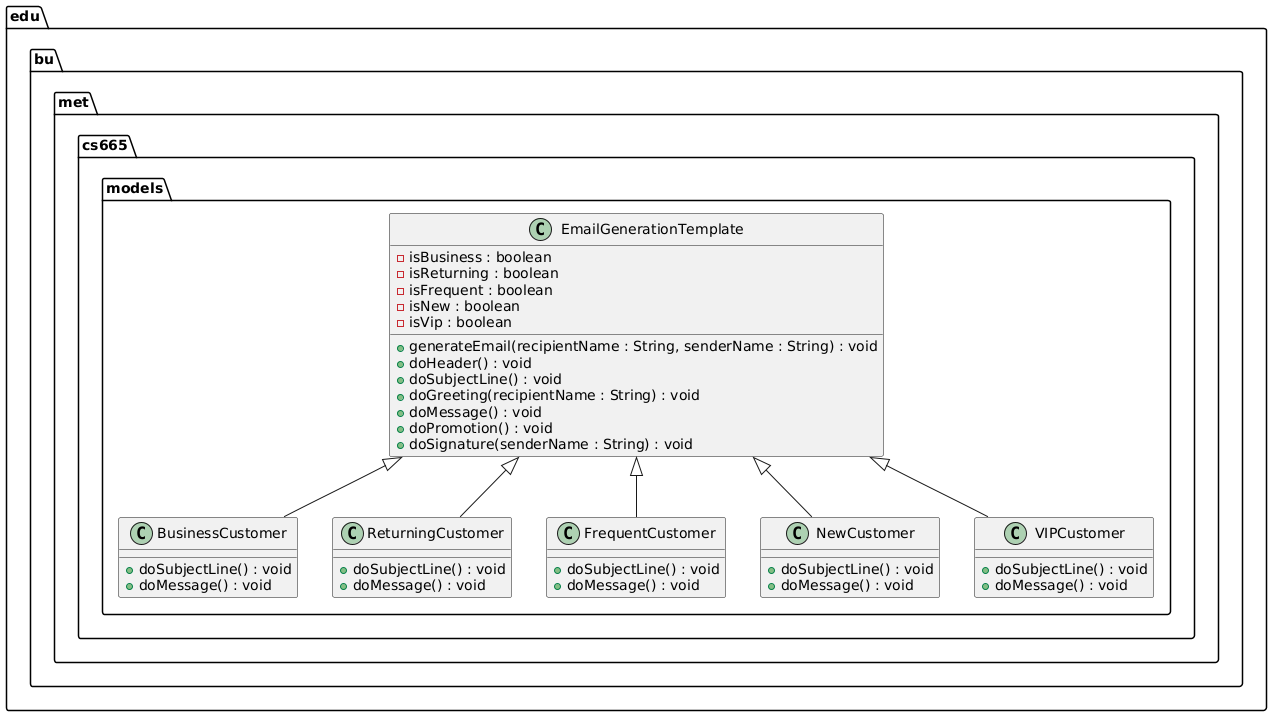 edu
bu
met
cs665
models
C EmailGenerationTemplate
isBusiness : boolean
isReturning : boolean
isFrequent : boolean
isNew : boolean
isVip : boolean
generateEmail(recipientName : String, senderName : String) : void
doHeader() : void
doSubjectLine() : void
doGreeting(recipientName : String) : void
doMessage() : void
doPromotion() : void
doSignature(senderName : String) : void
C BusinessCustomer
doSubjectLine() : void
doMessage() : void
C ReturningCustomer
doSubjectLine() : void
doMessage() : void
C FrequentCustomer
doSubjectLine() : void
doMessage() : void
C NewCustomer
doSubjectLine() : void
doMessage() : void
C VIPCustomer
doSubjectLine() : void
doMessage() : void